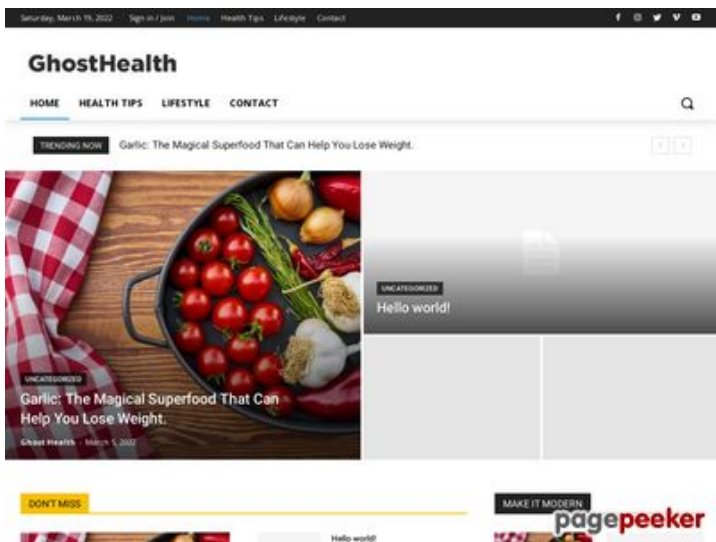 Saturday, March 19, 2022 Sign in / Join Home Health Tips Lifestyle Contact
GhostHealth
HOME HEALTH TIPS LIFESTYLE CONTACT
TRENDING NOW Garlic: The Magical Superfood That Can Help You Lose Weight.
UNCATEGORIZED
Hello world!
UNCATEGORIZED
Garlic: The Magical Superfood That Can
Help You Lose Weight.
Ghost Health - March 5, 2022
DON'T MISS
MAKE IT MODERN
Hello world!
pagepeeker